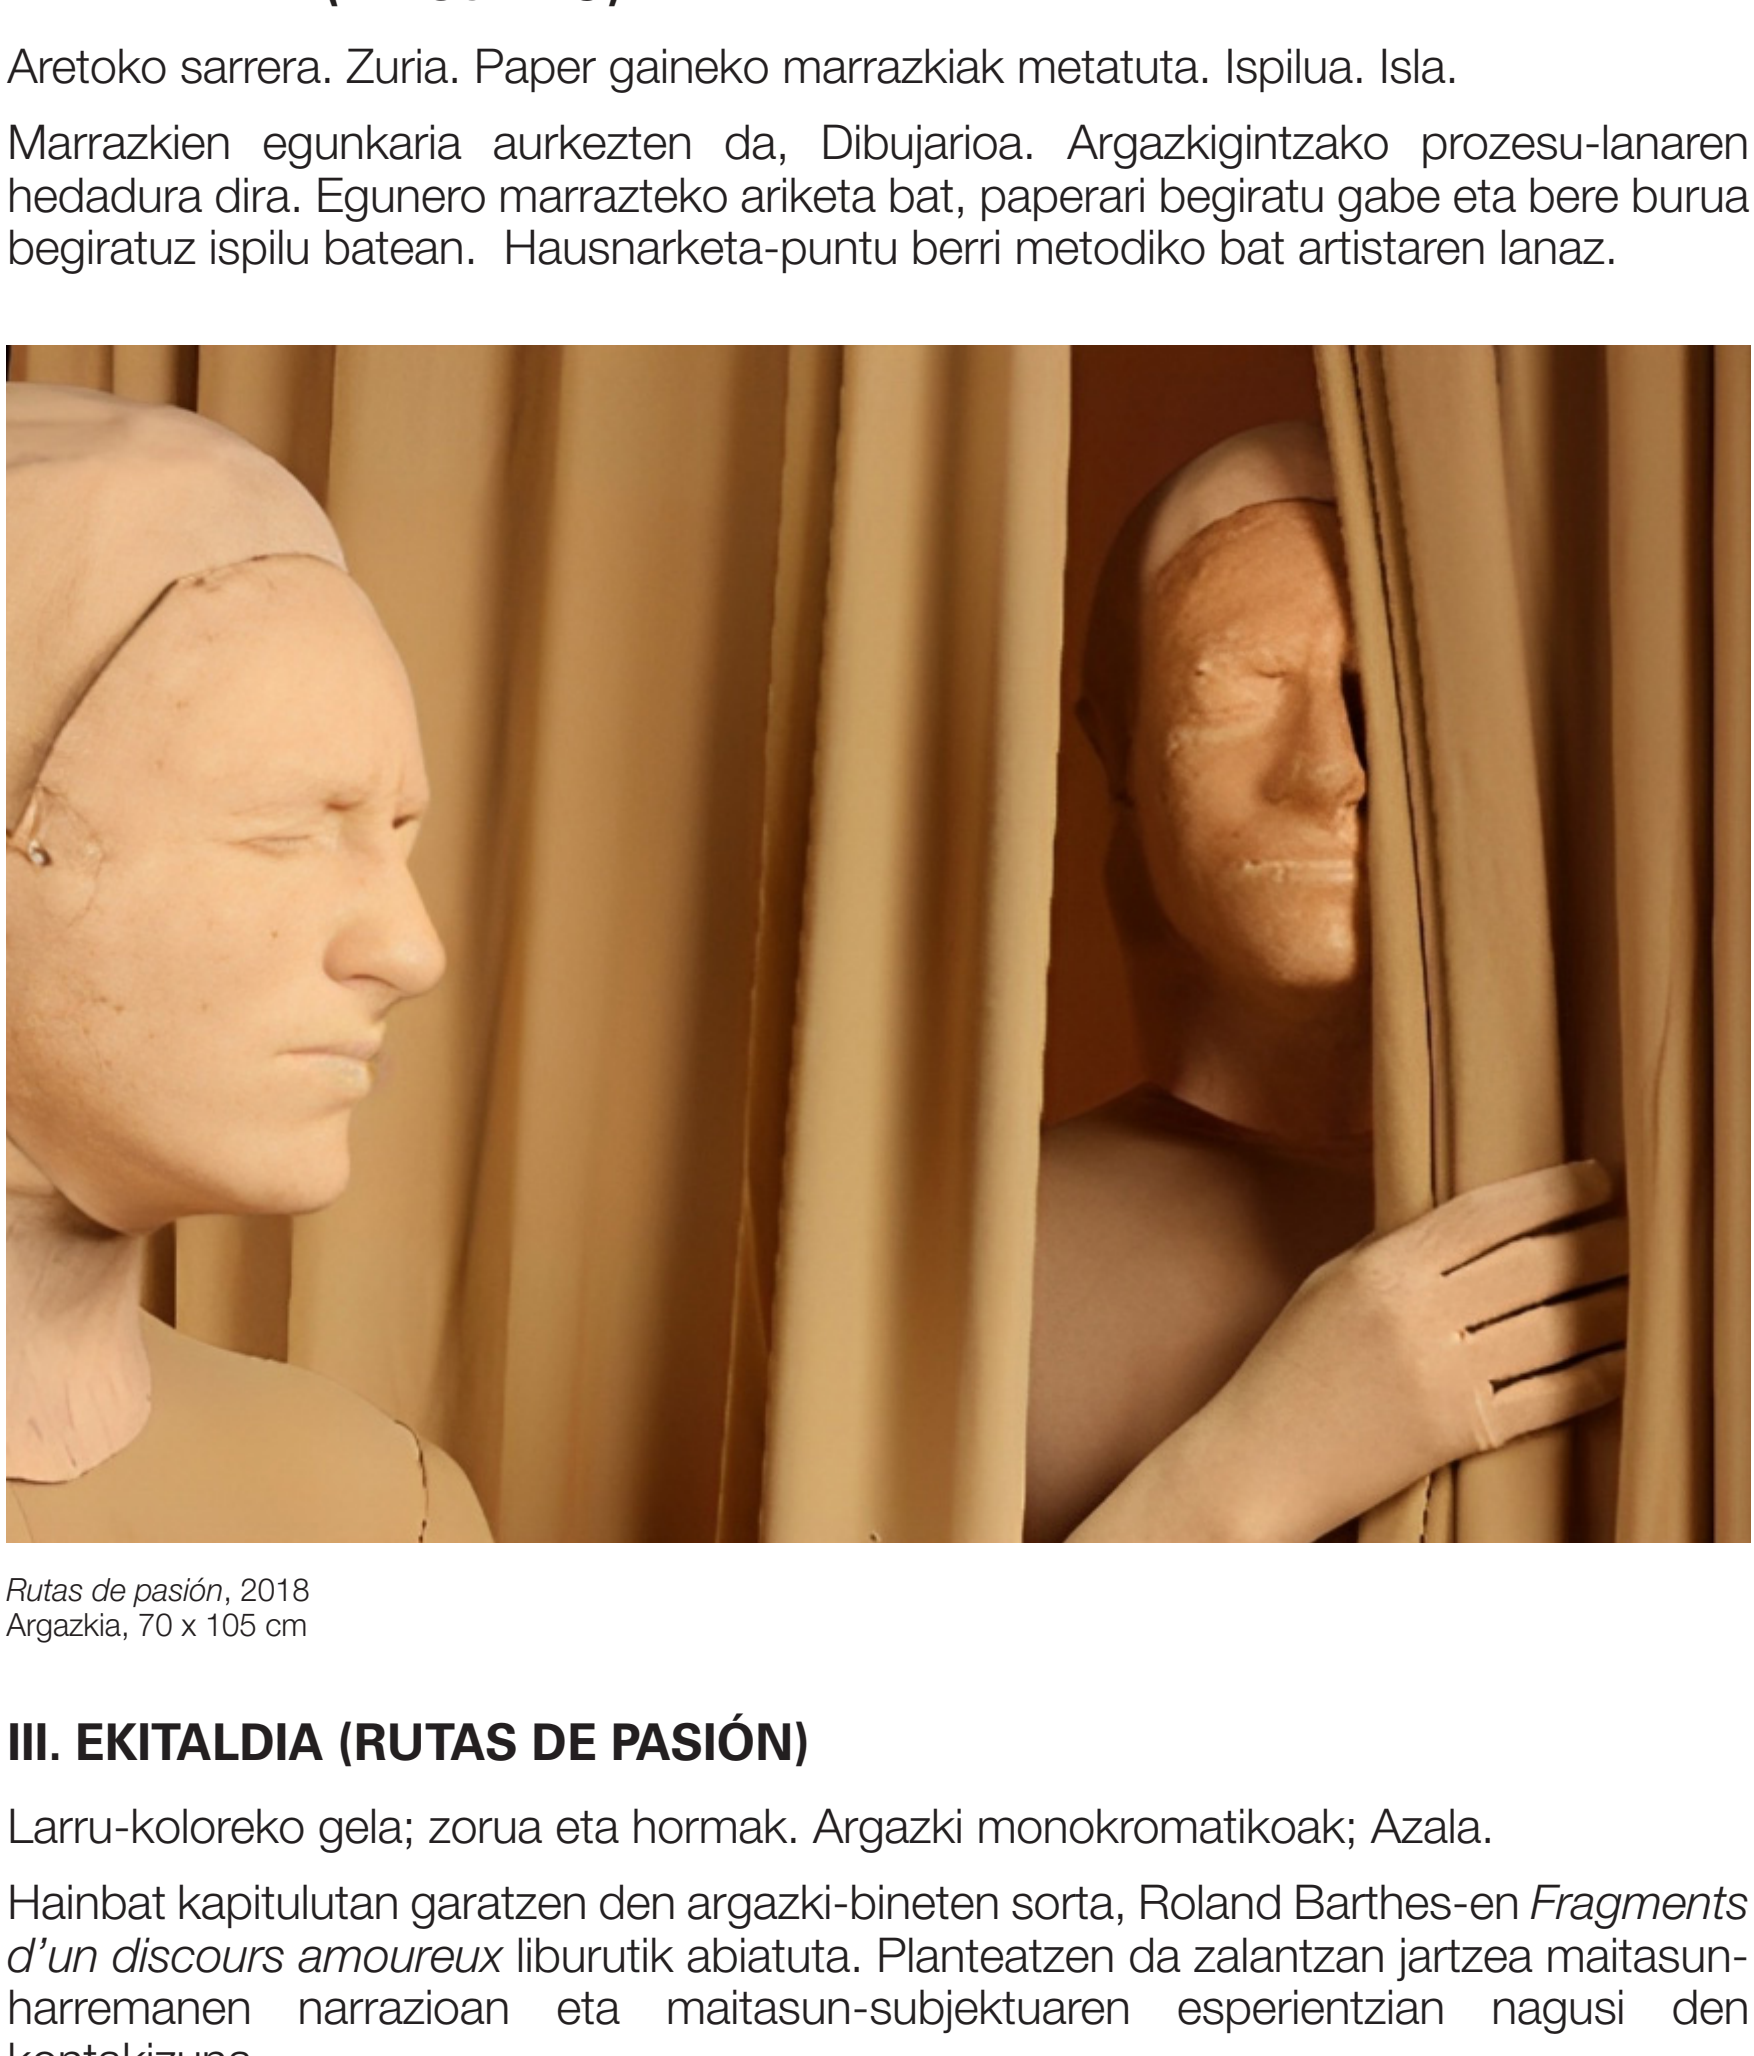 Aretoko sarrera. Zuria. Paper gaineko marrazkiak metatuta. Ispilua. Isla.
Marrazkien egunkaria aurkezten da, Dibujarioa. Argazkigintzako prozesu-lanaren
hedadura dira. Egunero marrazteko ariketa bat, paperari begiratu gabe eta bere burua
begiratuz ispilu batean. Hausnarketa-puntu berri metodiko bat artistaren lanaz.
Rutas de pasión, 2018
Argazkia, 70 x 105 cm
III. EKITALDIA (RUTAS DE PASIÓN)
Larru-koloreko gela; zorua eta hormak. Argazki monokromatikoak; Azala.
Hainbat kapitulutan garatzen den argazki-bineten sorta, Roland Barthes-en Fragments
d'un discours amoureux liburutik abiatuta. Planteatzen da zalantzan jartzea maitasun-
harremanen narrazioan eta maitasun-subjektuaren esperientzian nagusi den